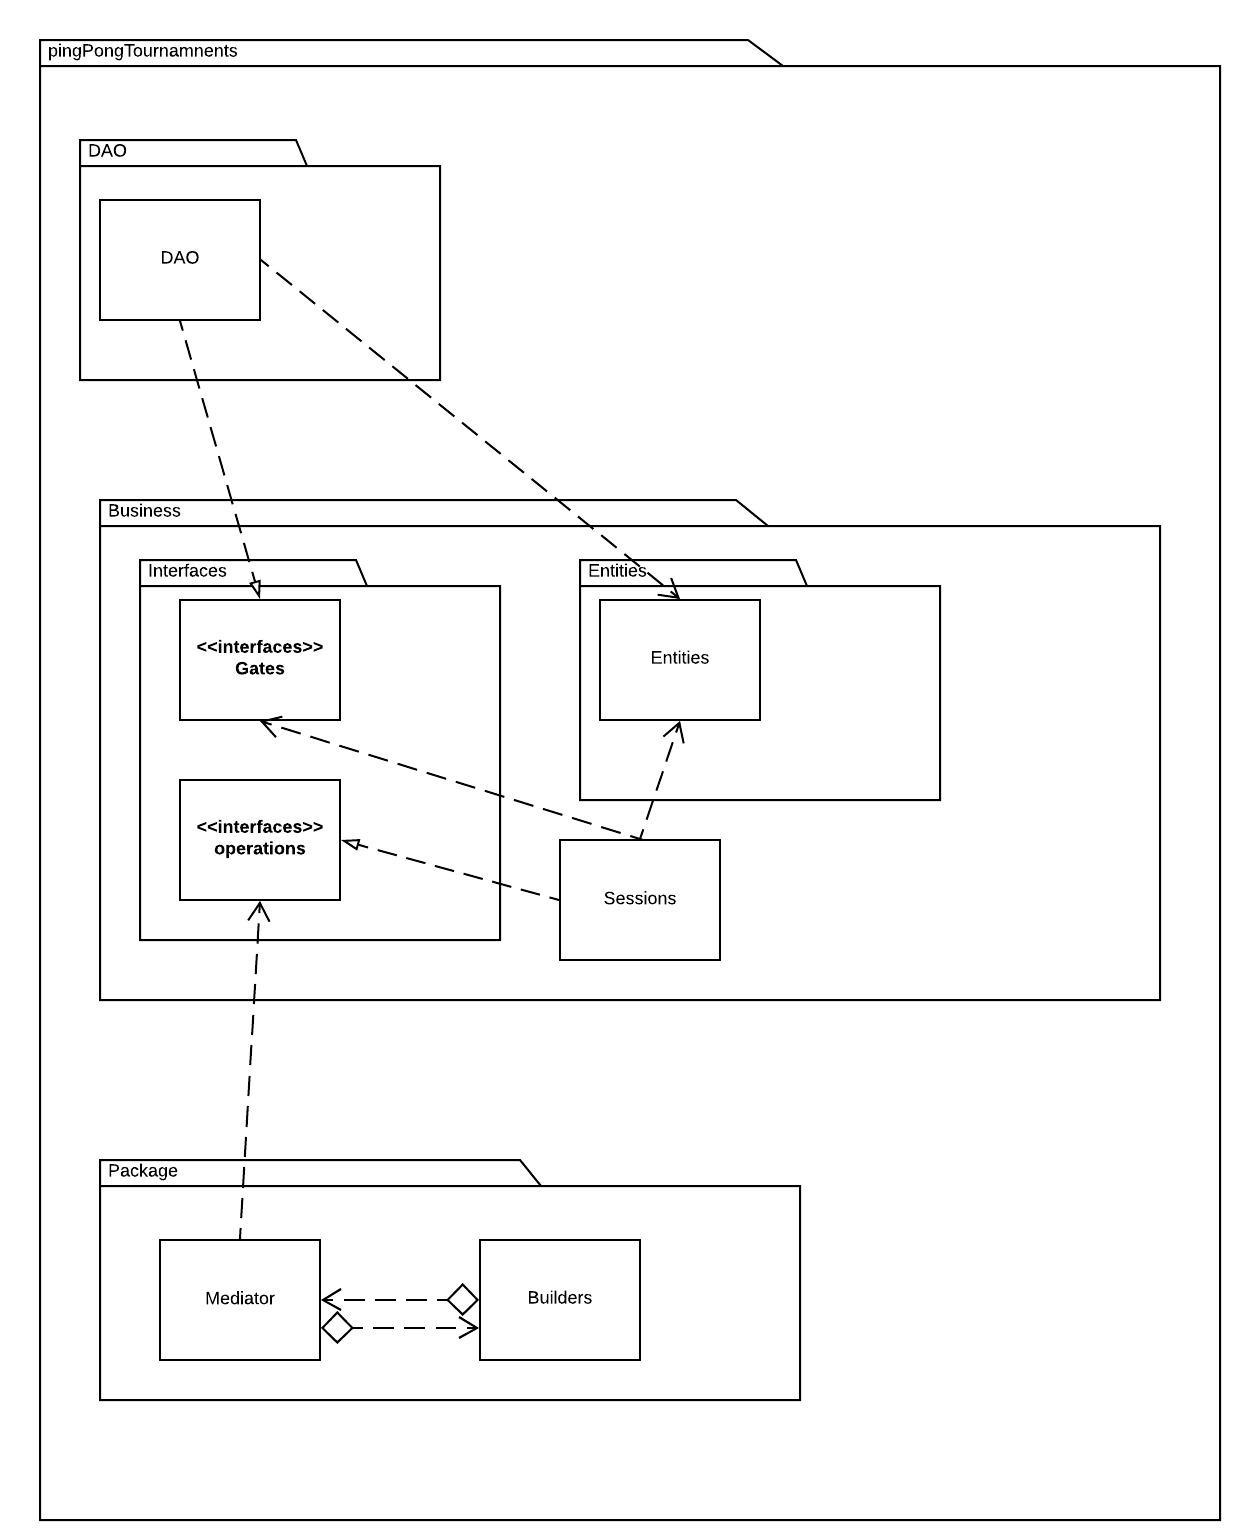 pingPongTournamnents
DAO
DAO
Business
Interfaces
Entities
<<interfaces>>
Gates
Entities
<<interfaces>>
operations
Sessions
Package
Mediator
Builders